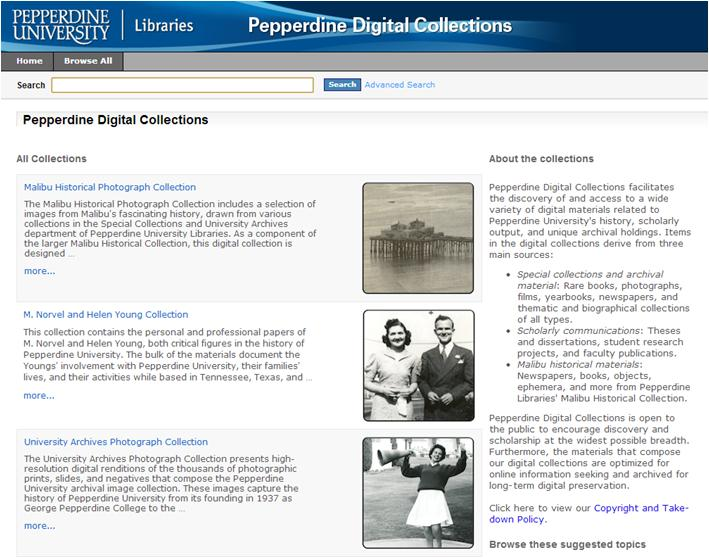 PEPPERDINE
UNIVERSITY
Libraries
Pepperdine Digital Collections
Home
Browse All
Search
Search
Advanced Search
Pepperdine Digital Collections
All Collections
Malibu Historical Photograph Collection
The Malibu Historical Photograph Collection includes a selection of
images from Malibu's fascinating history, drawn from various
collections in the Special Collections and University Archives
department of Pepperdine University Libraries. As a component of
the larger Malibu Historical Collection, this digital collection is
designed ...
more...
M. Norvel and Helen Young Collection
This collection contains the personal and professional papers of
M. Norvel and Helen Young, both critical figures in the history of
Pepperdine University. The bulk of the materials document the
Youngs' involvement with Pepperdine University, their families'
lives, and their activities while based in Tennessee, Texas, and ...
more...
University Archives Photograph Collection
The University Archives Photograph Collection presents high-
resolution digital renditions of the thousands of photographic
prints, slides, and negatives that compose the Pepperdine
University archival image collection. These images capture the
history of Pepperdine University from its founding in 1937 as
George Pepperdine College to the ...
more...
About the collections
Pepperdine Digital Collections facilitates
the discovery of and access to a wide
variety of digital materials related to
Pepperdine University's history, scholarly
output, and unique archival holdings. Items
in the digital collections derive from three
main sources:
• Special collections and archival
material: Rare books, photographs,
films, yearbooks, newspapers, and
thematic and biographical collections
of all types.
• Scholarly communications: Theses
and dissertations, student research
projects, and faculty publications.
• Malibu historical materials:
Newspapers, books, objects,
ephemera, and more from Pepperdine
Libraries' Malibu Historical Collection.
Pepperdine Digital Collections is open to
the public to encourage discovery and
scholarship at the widest possible breadth.
Furthermore, the materials that compose
our digital collections are optimized for
online information seeking and archived for
long-term digital preservation.
Click here to view our Copyright and Take-
down Policy.
Browse these suggested topics